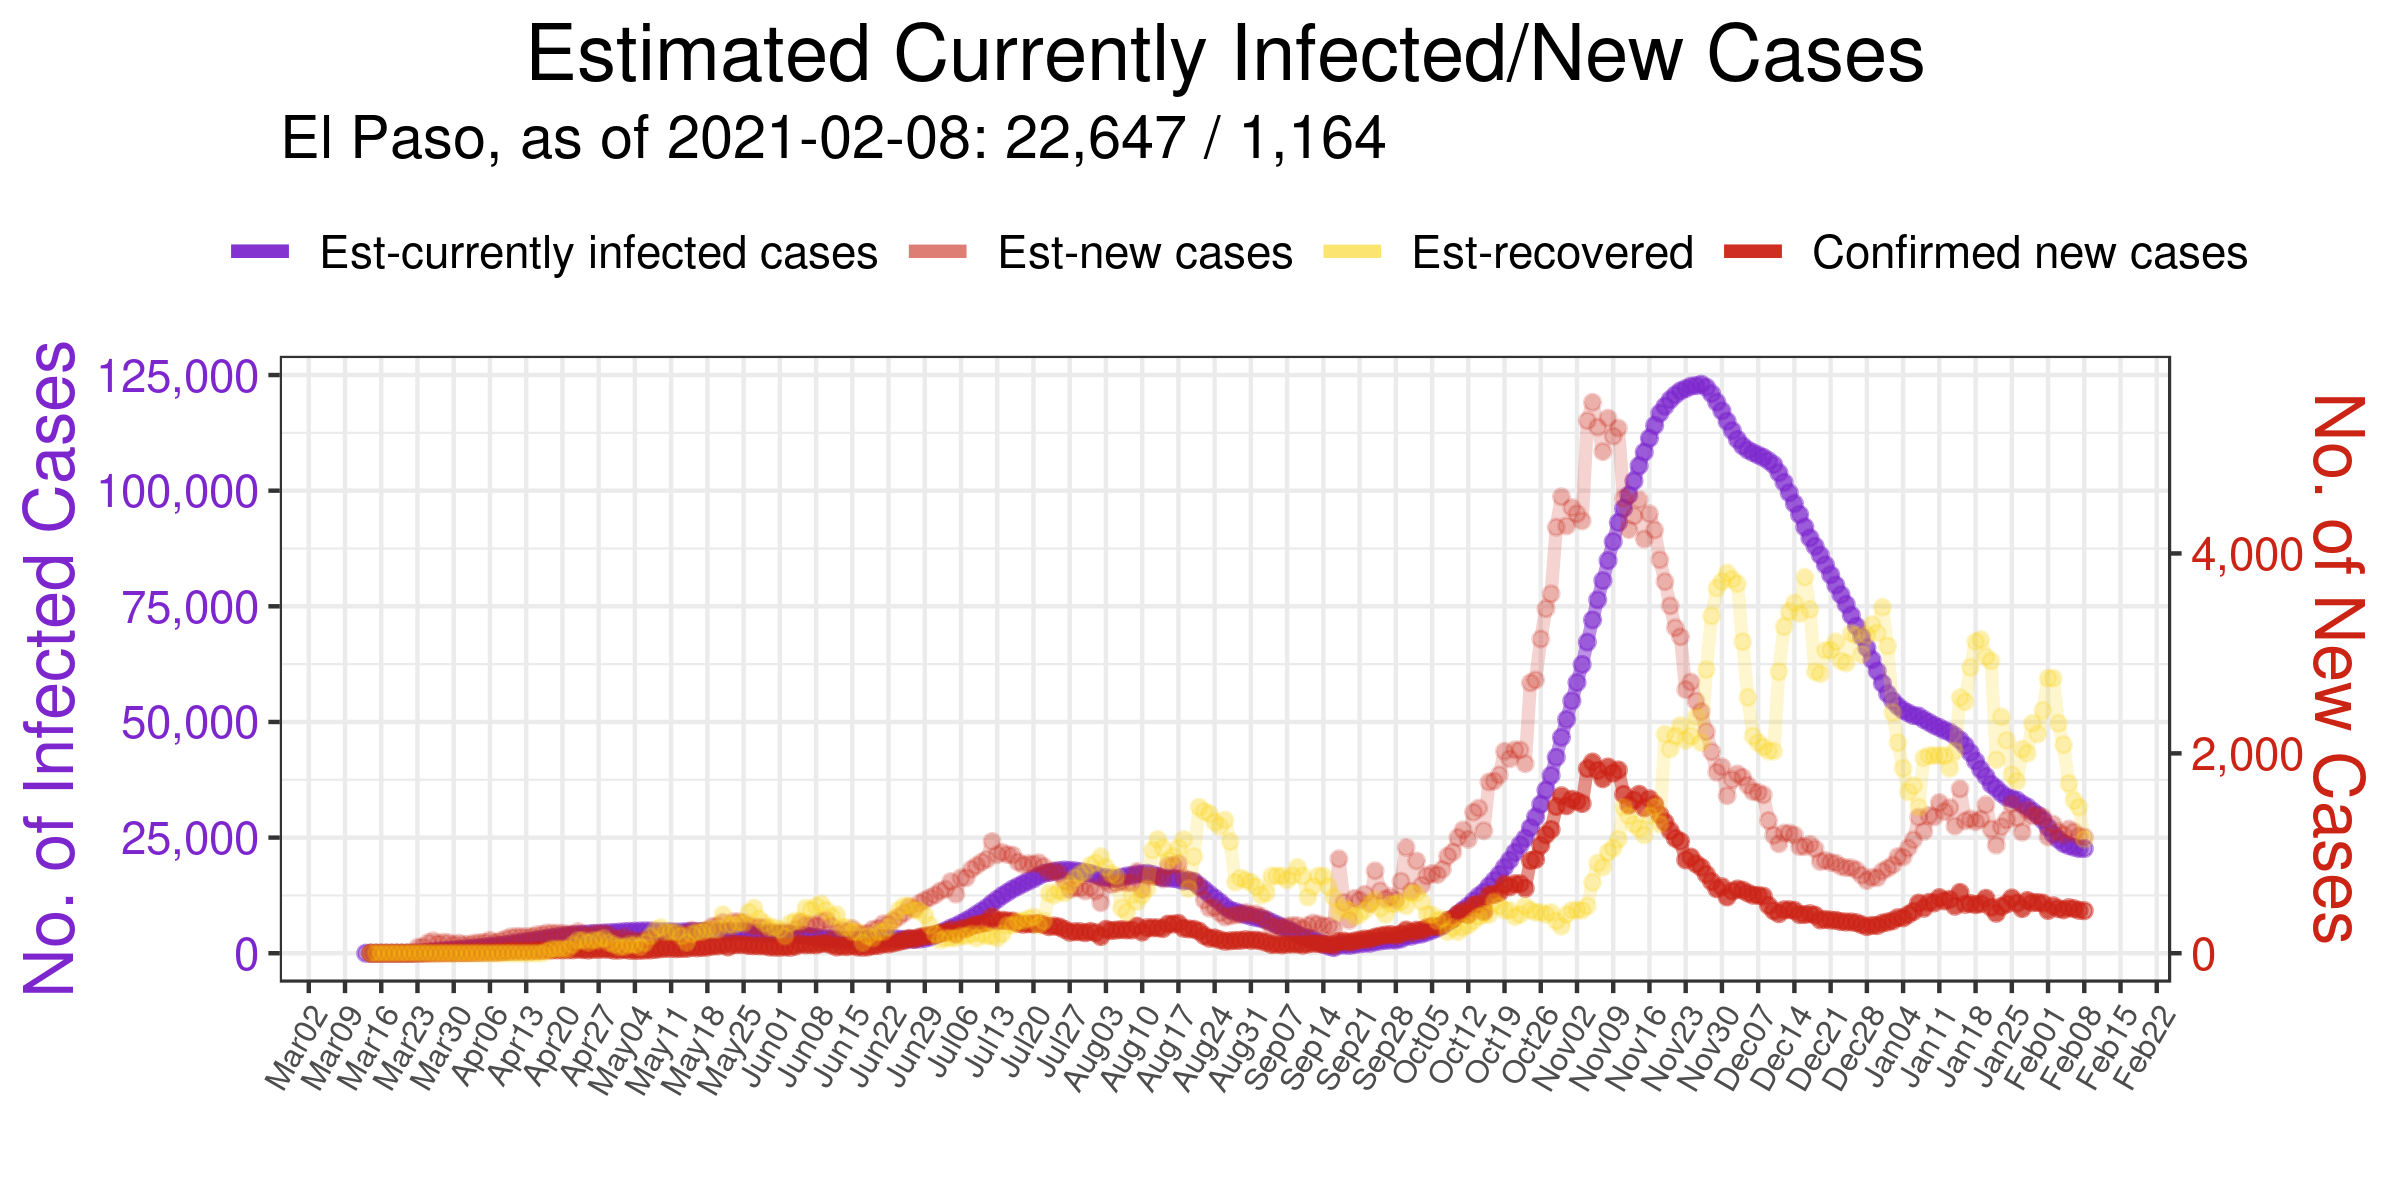 Estimated Currently Infected/New Cases
El Paso, as of 2021-02-08: 22,647 / 1,164
Est-currently infected cases Est-new cases Est-recovered Confirmed new cases
No. of Infected Cases
125,000
100,000
75,000
50,000
25,000
0
4,000
2,000
0
No. of New Cases
Mar02 Mar09 Mar16 Mar23 Mar30 Apr06 Apr13 Apr20 Apr27 May04 May11 May18 May25 Jun01 Jun08 Jun15 Jun22 Jun29 Jul06 Jul13 Jul20 Jul27 Aug03 Aug10 Aug17 Aug24 Aug31 Sep07 Sep14 Sep21 Sep28 Oct05 Oct12 Oct19 Oct26 Nov02 Nov09 Nov16 Nov23 Nov30 Dec07 Dec14 Dec21 Dec28 Jan04 Jan11 Jan18 Jan25 Feb01 Feb08 Feb15 Feb22